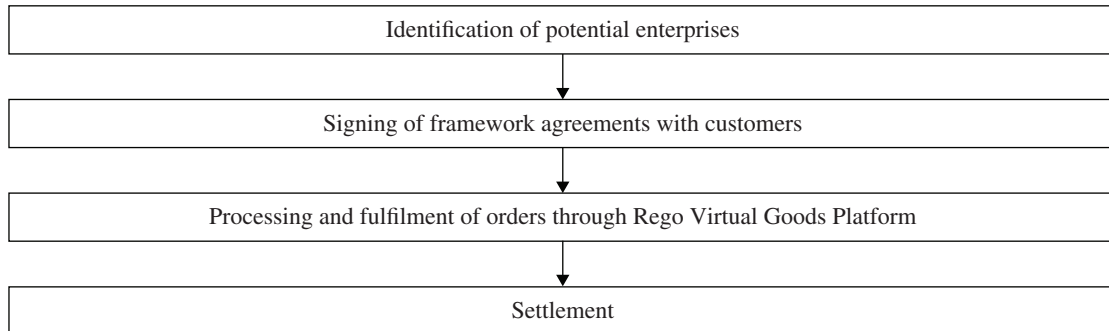 Identification of potential enterprises
Signing of framework agreements with customers
Processing and fulfilment of orders through Rego Virtual Goods Platform
Settlement